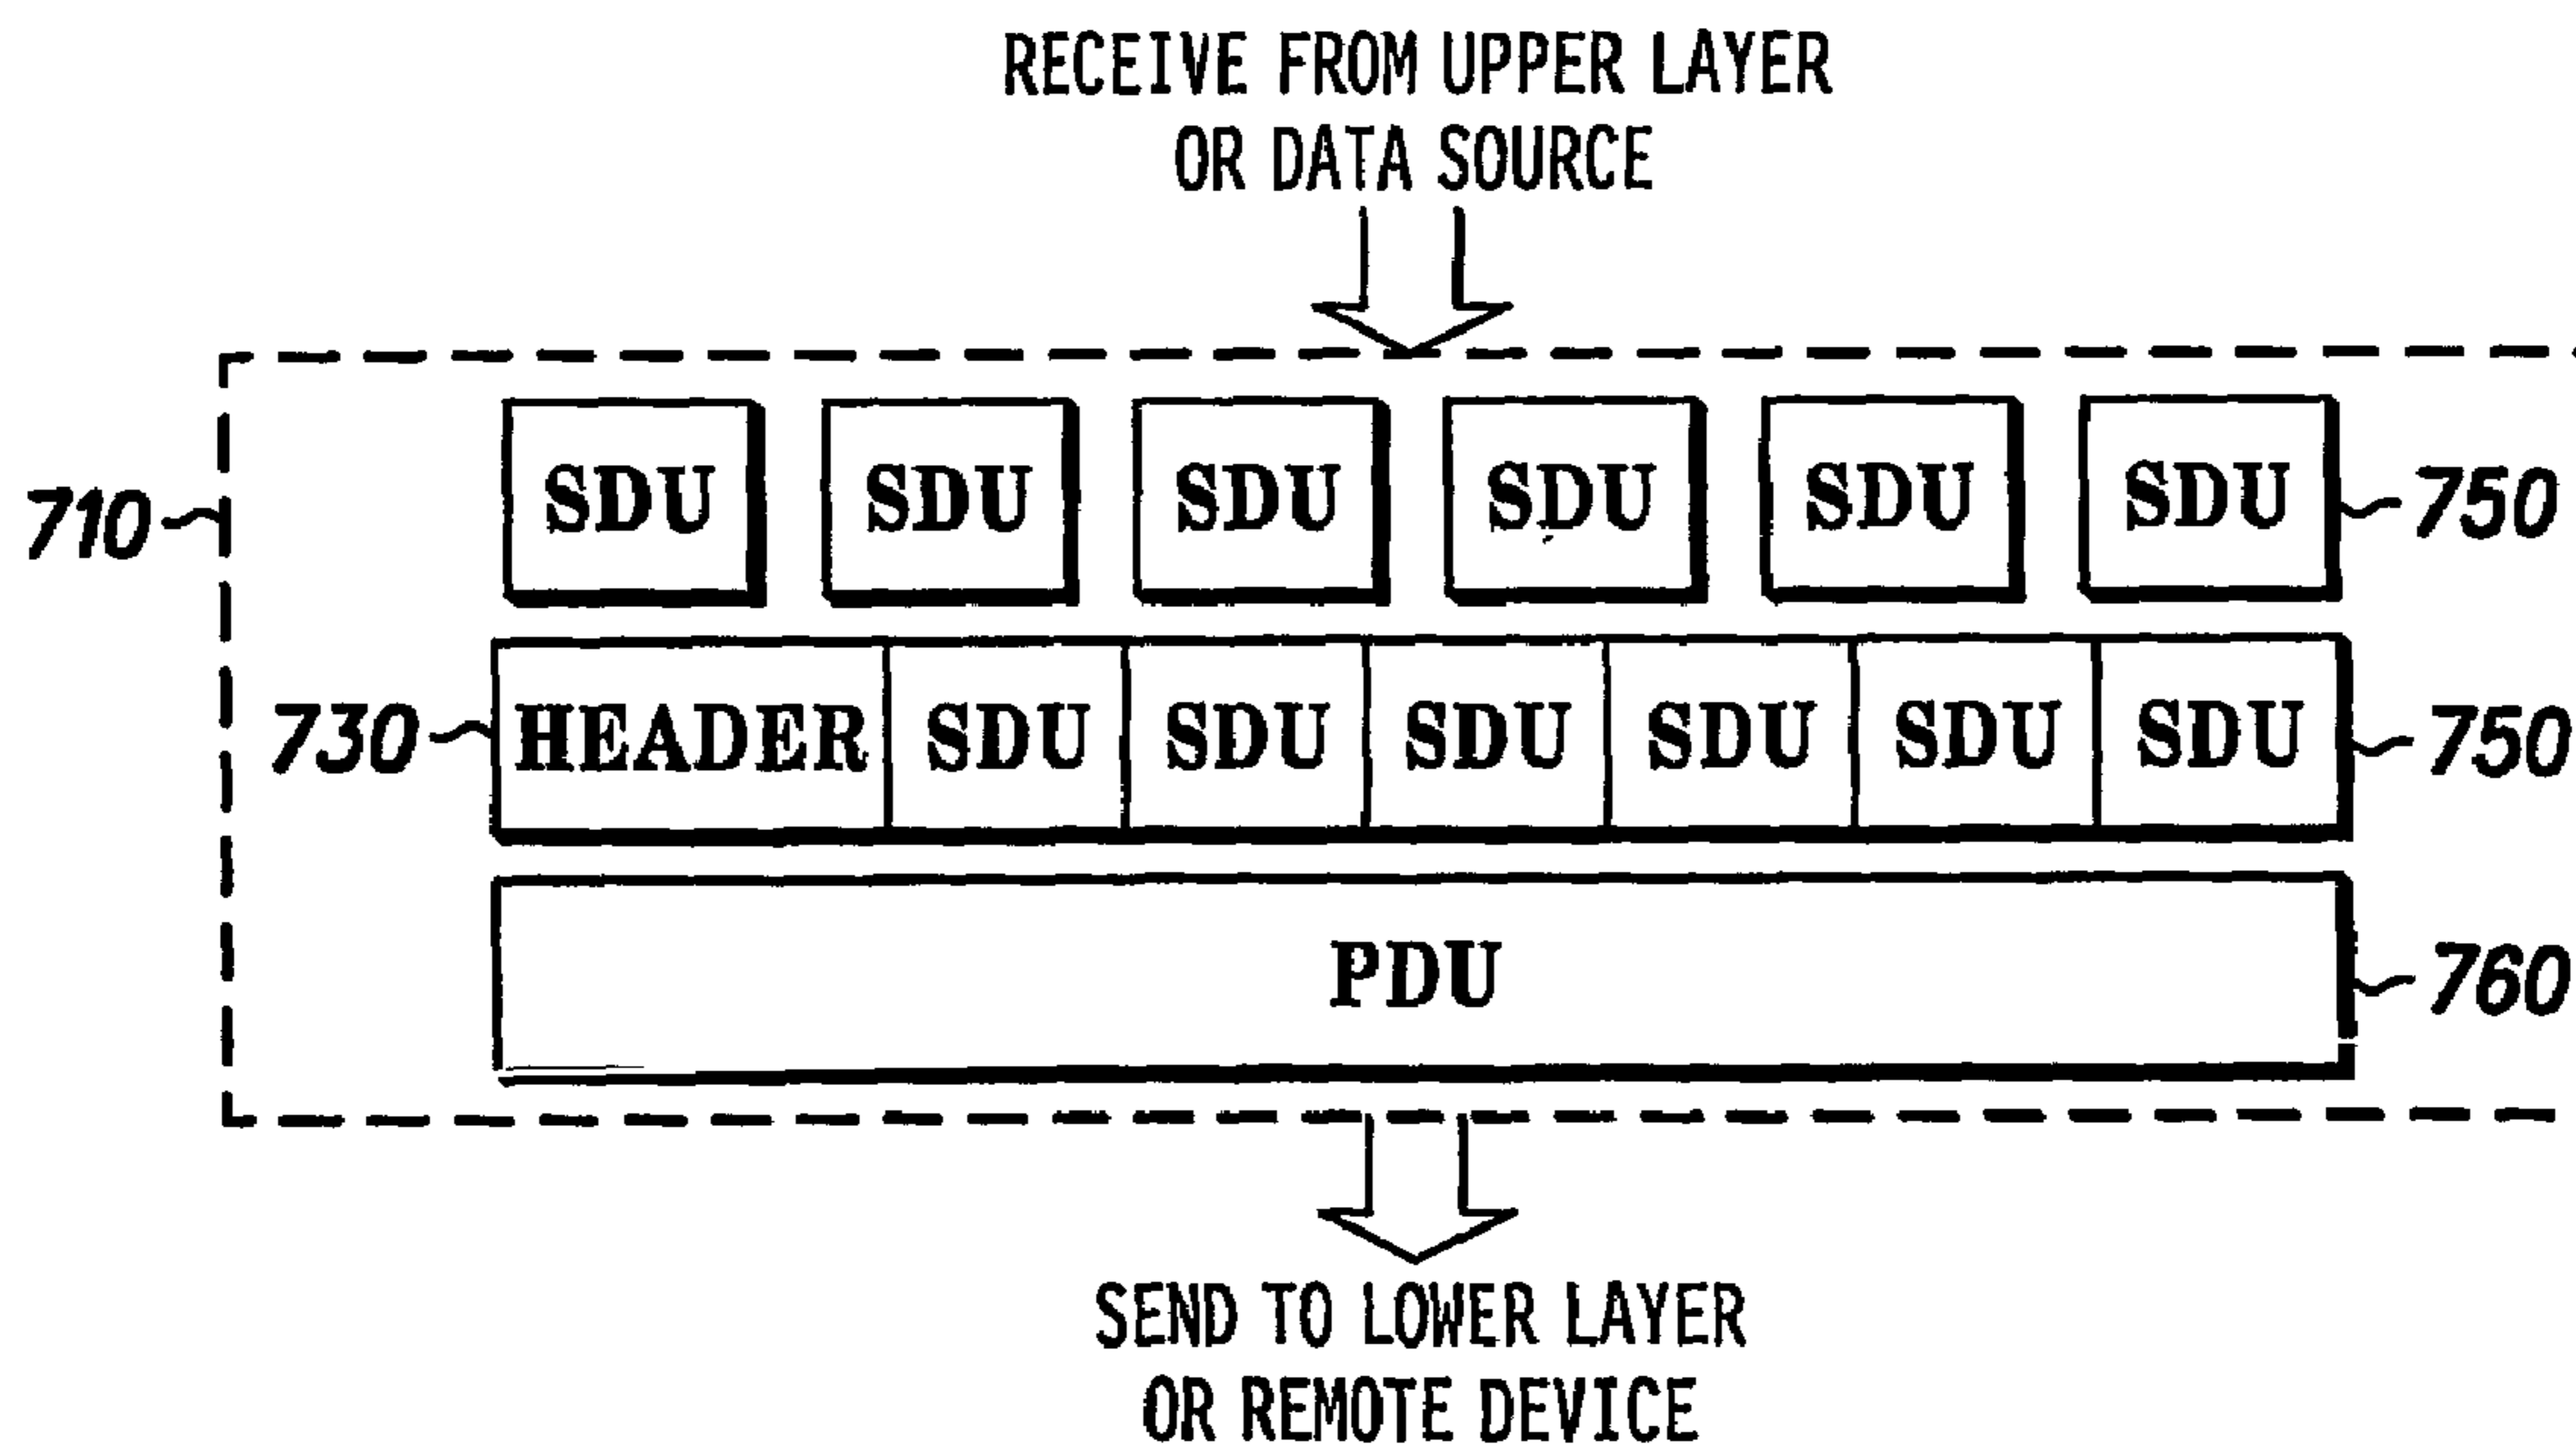 RECEIVE FROM UPPER LAYER
OR DATA SOURCE
SDU SDU SDU SDU SDU SDU 750
710
730 HEADER SDU SDU SDU SDU SDU SDU 750
PDU 760
SEND TO LOWER LAYER
OR REMOTE DEVICE